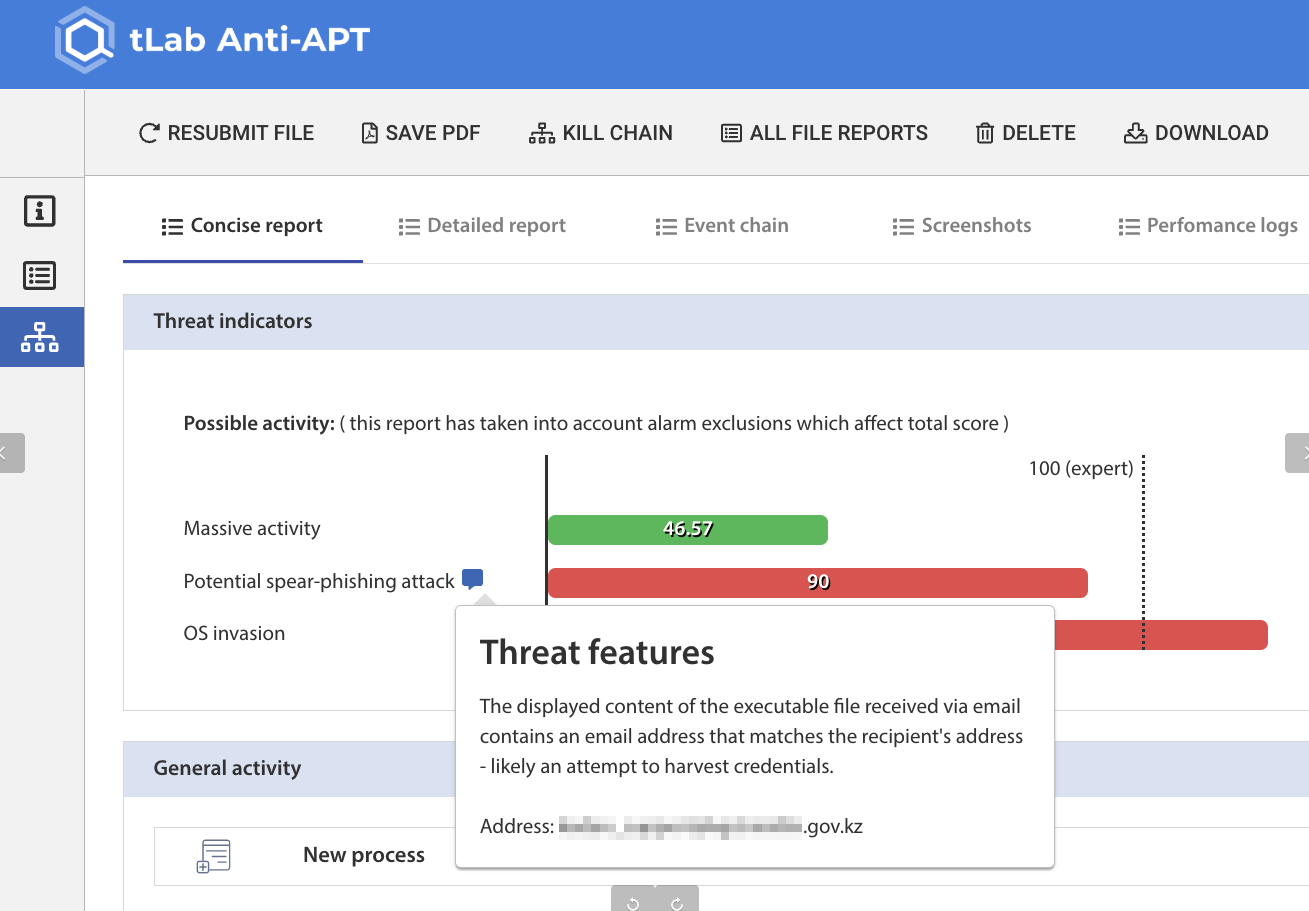 tLab Anti-APT
RESUBMIT FILE SAVE PDF KILL CHAIN ALL FILE REPORTS DELETE DOWNLOAD
Concise report Detailed report Event chain Screenshots Perfomance logs
Threat indicators
Possible activity: ( this report has taken into account alarm exclusions which affect total score )
100 (expert)
Massive activity 46.57
Potential spear-phishing attack 90
OS invasion
Threat features
The displayed content of the executable file received via email
contains an email address that matches the recipient's address
- likely an attempt to harvest credentials.
Address: .gov.kz
General activity
New process